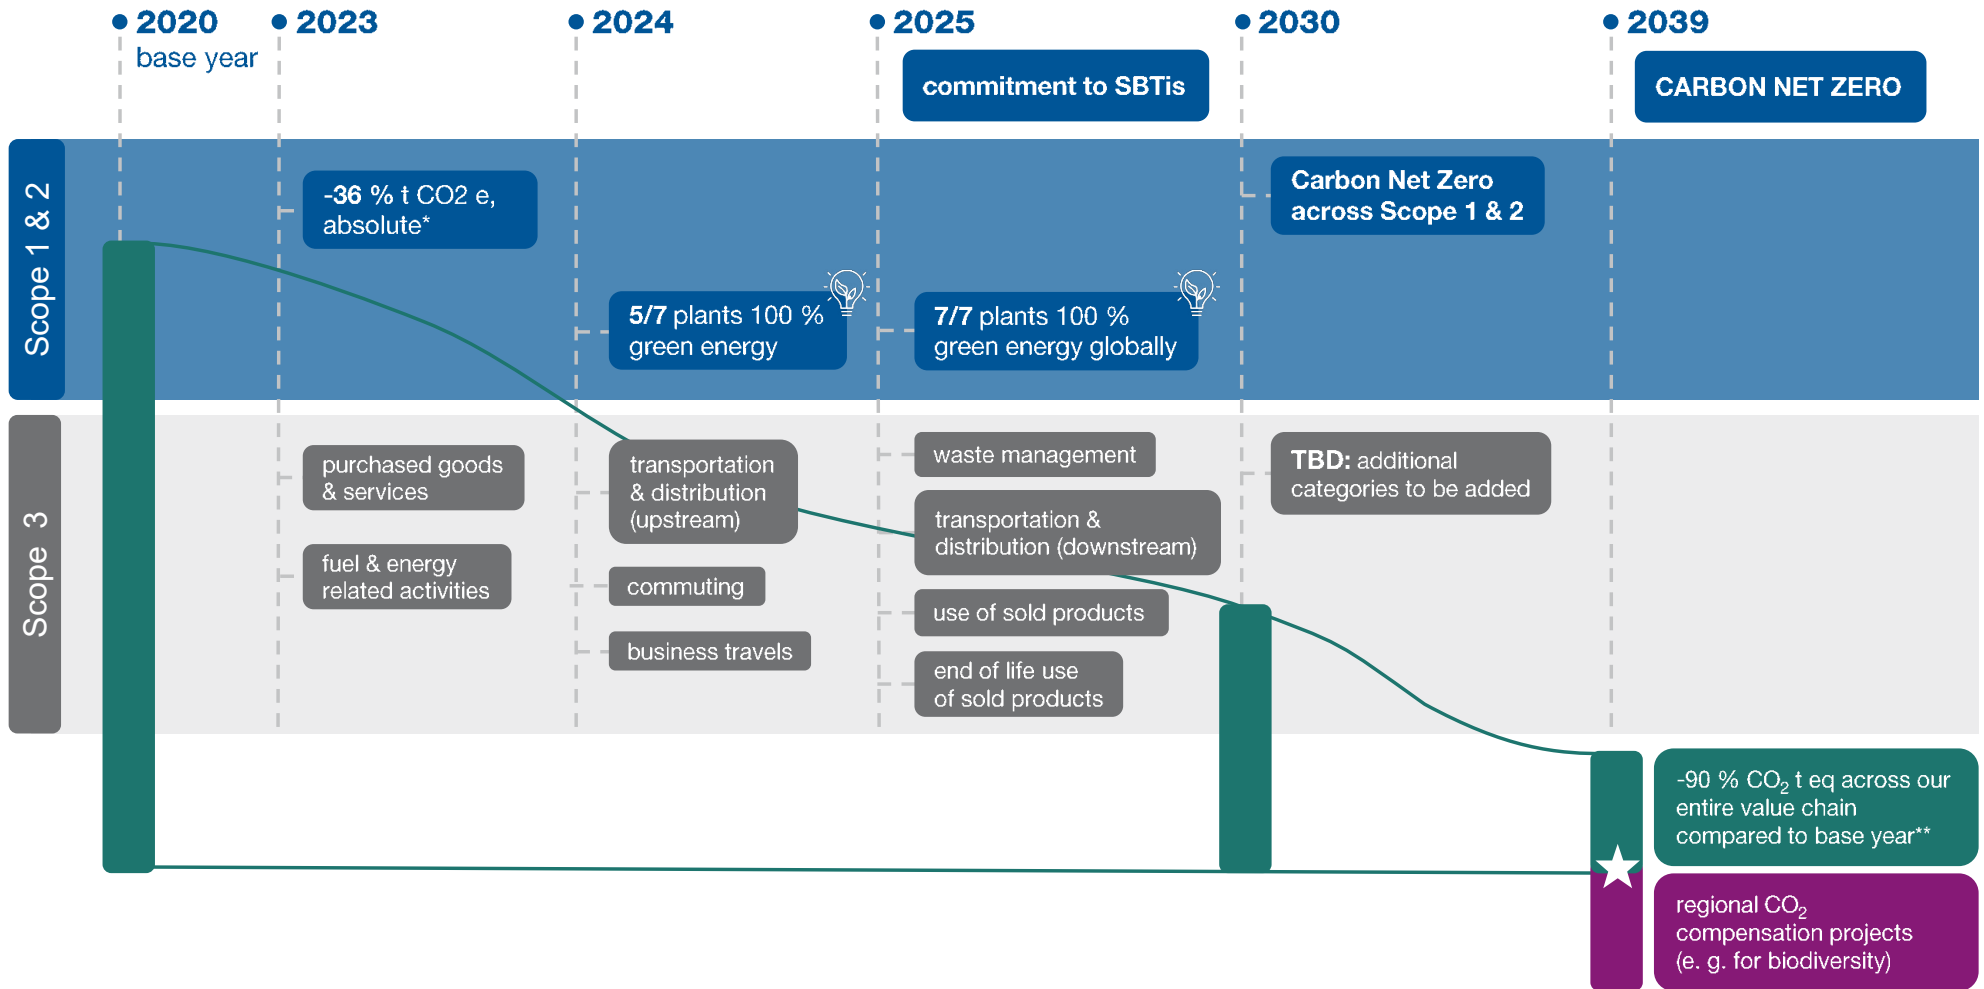 2020
base year
2023
2024
2025
2030
2039
commitment to SBTis
CARBON NET ZERO
Scope 1 & 2
-36 % t CO2 e,
absolute*
5/7 plants 100 %
green energy
7/7 plants 100 %
green energy globally
Carbon Net Zero
across Scope 1 & 2
Scope 3
purchased goods
& services
fuel & energy
related activities
transportation
& distribution
(upstream)
commuting
business travels
waste management
transportation &
distribution (downstream)
use of sold products
end of life use
of sold products
TBD: additional
categories to be added
-90 % CO₂ t eq across our
entire value chain
compared to base year**
regional CO₂
compensation projects
(e. g. for biodiversity)